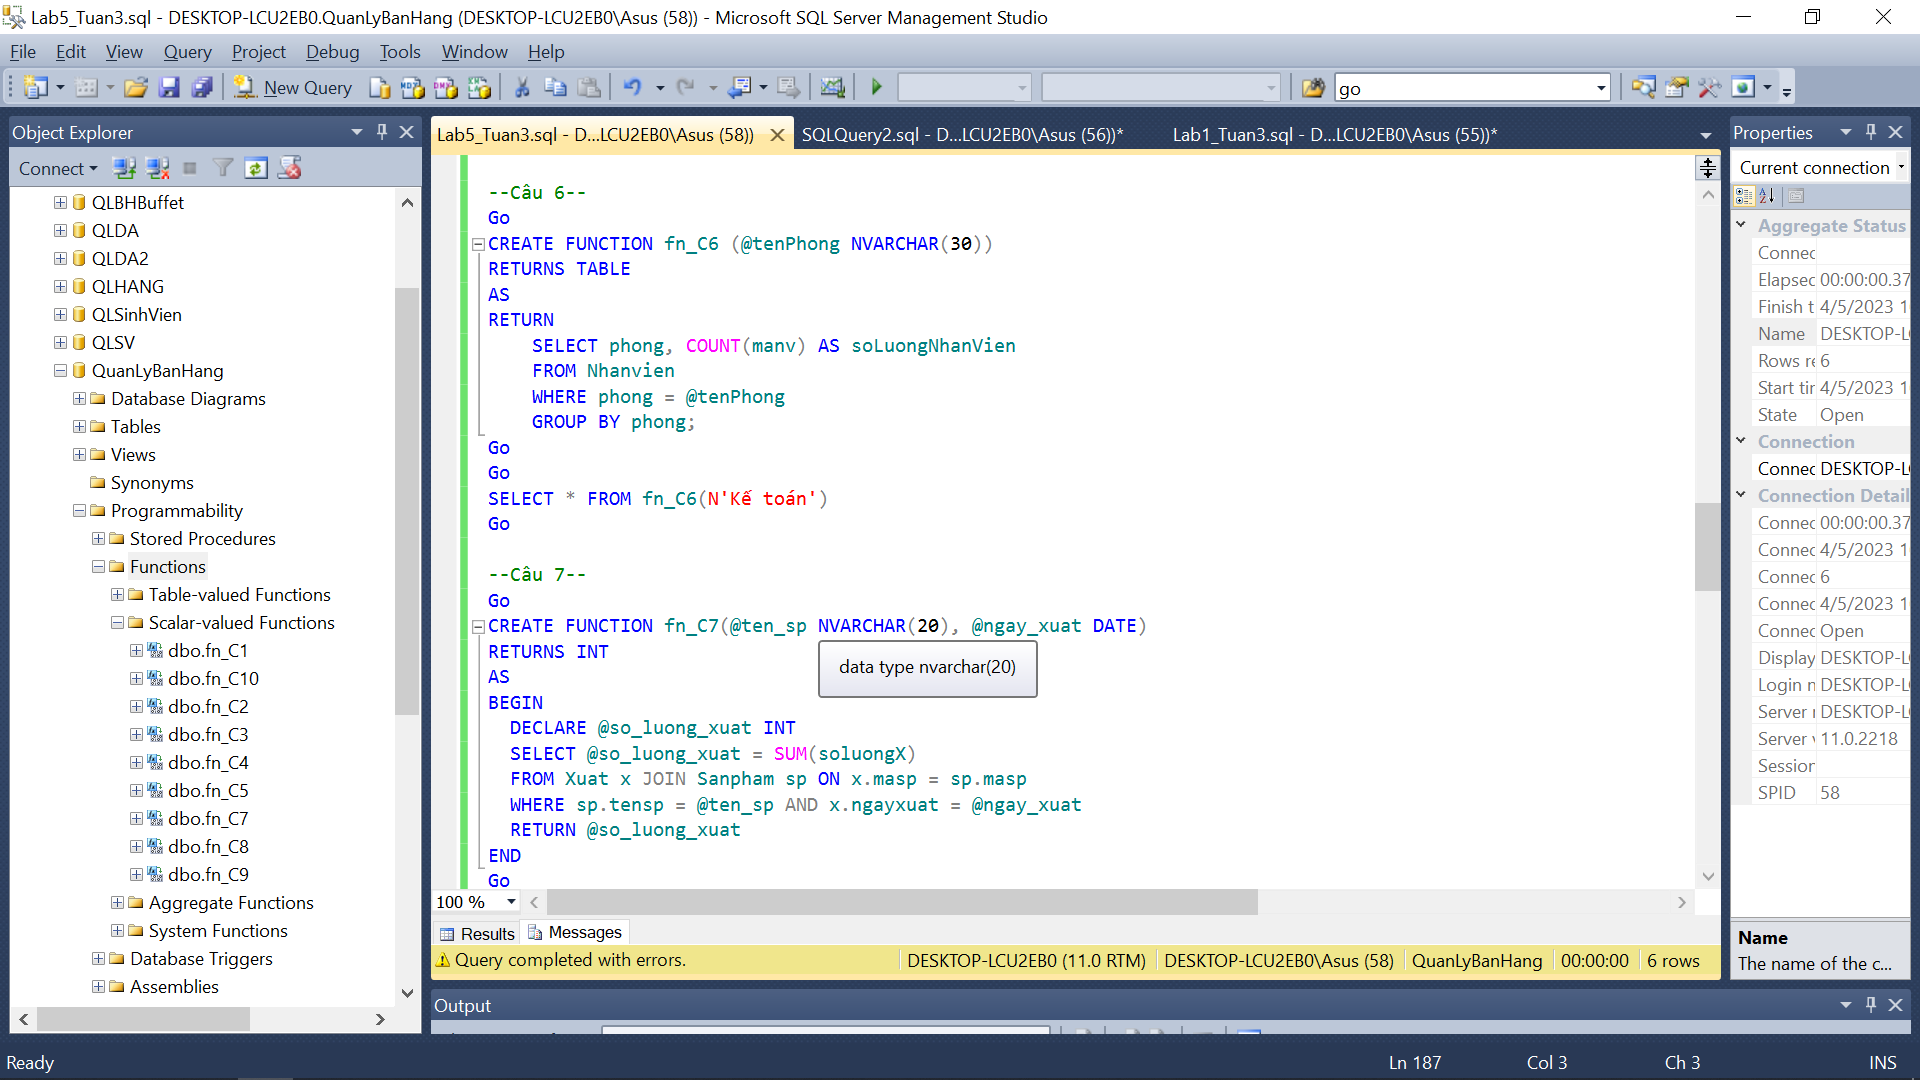 Lab5_Tuan3.sql - DESKTOP-LCU2EB0.QuanLyBanHang (DESKTOP-LCU2EB0\Asus (58)) - Microsoft SQL Server Management Studio
File Edit View Query Project Debug Tools Window Help
New Query
go
Object Explorer
Connect
QLBHBuffet
QLDA
QLDA2
QLHANG
QLSinhVien
QLSV
QuanLyBanHang
Database Diagrams
Tables
Views
Synonyms
Programmability
Stored Procedures
Functions
Table-valued Functions
Scalar-valued Functions
dbo.fn_C1
dbo.fn_C10
dbo.fn_C2
dbo.fn_C3
dbo.fn_C4
dbo.fn_C5
dbo.fn_C7
dbo.fn_C8
dbo.fn_C9
Aggregate Functions
System Functions
Database Triggers
Assemblies
Lab5_Tuan3.sql - D...LCU2EB0\Asus (58)) SQLQuery2.sql - D...LCU2EB0\Asus (56))* Lab1_Tuan3.sql - D...LCU2EB0\Asus (55))*
--Câu 6--
Go
CREATE FUNCTION fn_C6 (@tenPhong NVARCHAR(30))
RETURNS TABLE
AS
RETURN
SELECT phong, COUNT(manv) AS soLuongNhanVien
FROM Nhanvien
WHERE phong = @tenPhong
GROUP BY phong;
Go
Go
SELECT * FROM fn_C6(N'Kế toán')
Go
--Câu 7--
Go
CREATE FUNCTION fn_C7(@ten_sp NVARCHAR(20), @ngay_xuat DATE)
RETURNS INT
data type nvarchar(20)
AS
BEGIN
DECLARE @so_luong_xuat INT
SELECT @so_luong_xuat = SUM(soluongX)
FROM Xuat x JOIN Sanpham sp ON x.masp = sp.masp
WHERE sp.tensp = @ten_sp AND x.ngayxuat = @ngay_xuat
RETURN @so_luong_xuat
END
Go
100 %
Results Messages
Query completed with errors. DESKTOP-LCU2EB0 (11.0 RTM) DESKTOP-LCU2EB0\Asus (58) QuanLyBanHang 00:00:00 6 rows
Output
Properties
Current connection
Aggregate Status
Connec
Elapsec 00:00:00.37
Finish t 4/5/2023 1
Name DESKTOP-L
Rows re 6
Start tir 4/5/2023 1
State Open
Connection
Connec DESKTOP-L
Connection Detail
Connec 00:00:00.37
Connec 4/5/2023 1
Connec 6
Connec 4/5/2023 1
Connec Open
Display DESKTOP-L
Login n DESKTOP-L
Server r DESKTOP-L
Server v 11.0.2218
Session
SPID 58
Name
The name of the c...
Ready Ln 187 Col 3 Ch 3 INS